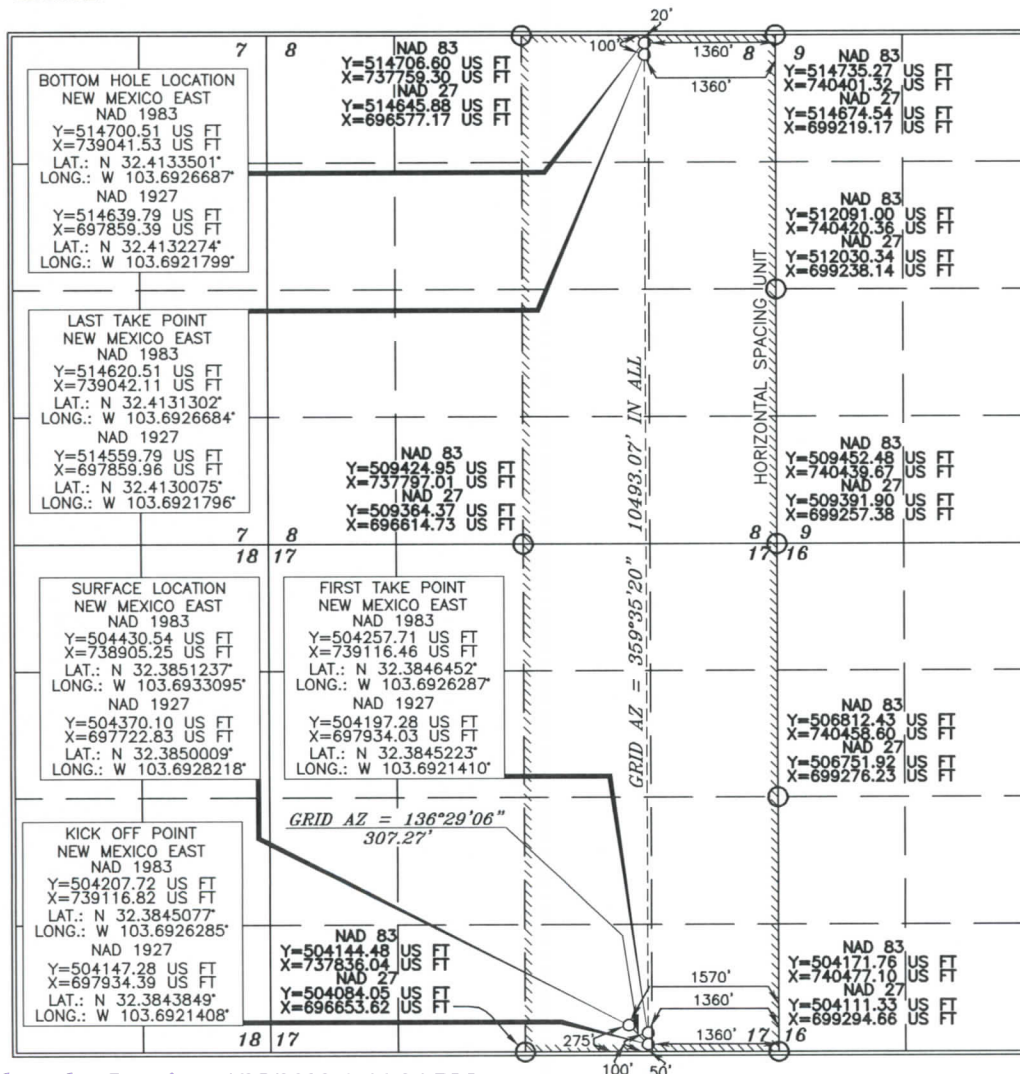 20'
7 8
NAD 83
Y=514706.60 US FT
X=737759.30 US FT
NAD 27
Y=514645.88 US FT
X=696577.17 US FT
100'
1360'
8 9
1360'
NAD 83
Y=514735.27 US FT
X=740401.32 US FT
NAD 27
Y=514674.54 US FT
X=699219.17 US FT
BOTTOM HOLE LOCATION
NEW MEXICO EAST
NAD 1983
Y=514700.51 US FT
X=739041.53 US FT
LAT.: N 32.4133501°
LONG.: W 103.6926687°
NAD 1927
Y=514639.79 US FT
X=697859.39 US FT
LAT.: N 32.4132274°
LONG.: W 103.6921799°
NAD 83
Y=512091.00 US FT
X=740420.36 US FT
NAD 27
Y=512030.34 US FT
X=699238.14 US FT
LAST TAKE POINT
NEW MEXICO EAST
NAD 1983
Y=514620.51 US FT
X=739042.11 US FT
LAT.: N 32.4131302°
LONG.: W 103.6926684°
NAD 1927
Y=514559.79 US FT
X=697859.96 US FT
LAT.: N 32.4130075°
LONG.: W 103.6921796°
HORIZONTAL SPACING UNIT
GRID AZ = 359°35'20" 10493.07' IN ALL
NAD 83
Y=509424.95 US FT
X=737797.01 US FT
NAD 27
Y=509364.37 US FT
X=696614.73 US FT
NAD 83
Y=509452.48 US FT
X=740439.67 US FT
NAD 27
Y=509391.90 US FT
X=699257.38 US FT
7 8
18 17
8 9
17 16
SURFACE LOCATION
NEW MEXICO EAST
NAD 1983
Y=504430.54 US FT
X=738905.25 US FT
LAT.: N 32.3851237°
LONG.: W 103.6933095°
NAD 1927
Y=504370.10 US FT
X=697722.83 US FT
LAT.: N 32.3850009°
LONG.: W 103.6928218°
FIRST TAKE POINT
NEW MEXICO EAST
NAD 1983
Y=504257.71 US FT
X=739116.46 US FT
LAT.: N 32.3846452°
LONG.: W 103.6926287°
NAD 1927
Y=504197.28 US FT
X=697934.03 US FT
LAT.: N 32.3845223°
LONG.: W 103.6921410°
NAD 83
Y=506812.43 US FT
X=740458.60 US FT
NAD 27
Y=506751.92 US FT
X=699276.23 US FT
GRID AZ = 136°29'06"
307.27'
KICK OFF POINT
NEW MEXICO EAST
NAD 1983
Y=504207.72 US FT
X=739116.82 US FT
LAT.: N 32.3845077°
LONG.: W 103.6926285°
NAD 1927
Y=504147.28 US FT
X=697934.39 US FT
LAT.: N 32.3843849°
LONG.: W 103.6921408°
NAD 83
Y=504144.48 US FT
X=737836.04 US FT
NAD 27
Y=504084.05 US FT
X=696653.62 US FT
NAD 83
Y=504171.76 US FT
X=740477.10 US FT
NAD 27
Y=504111.33 US FT
X=699294.66 US FT
1570'
1360'
275'
1360'
18 17
17 16
100'
50'